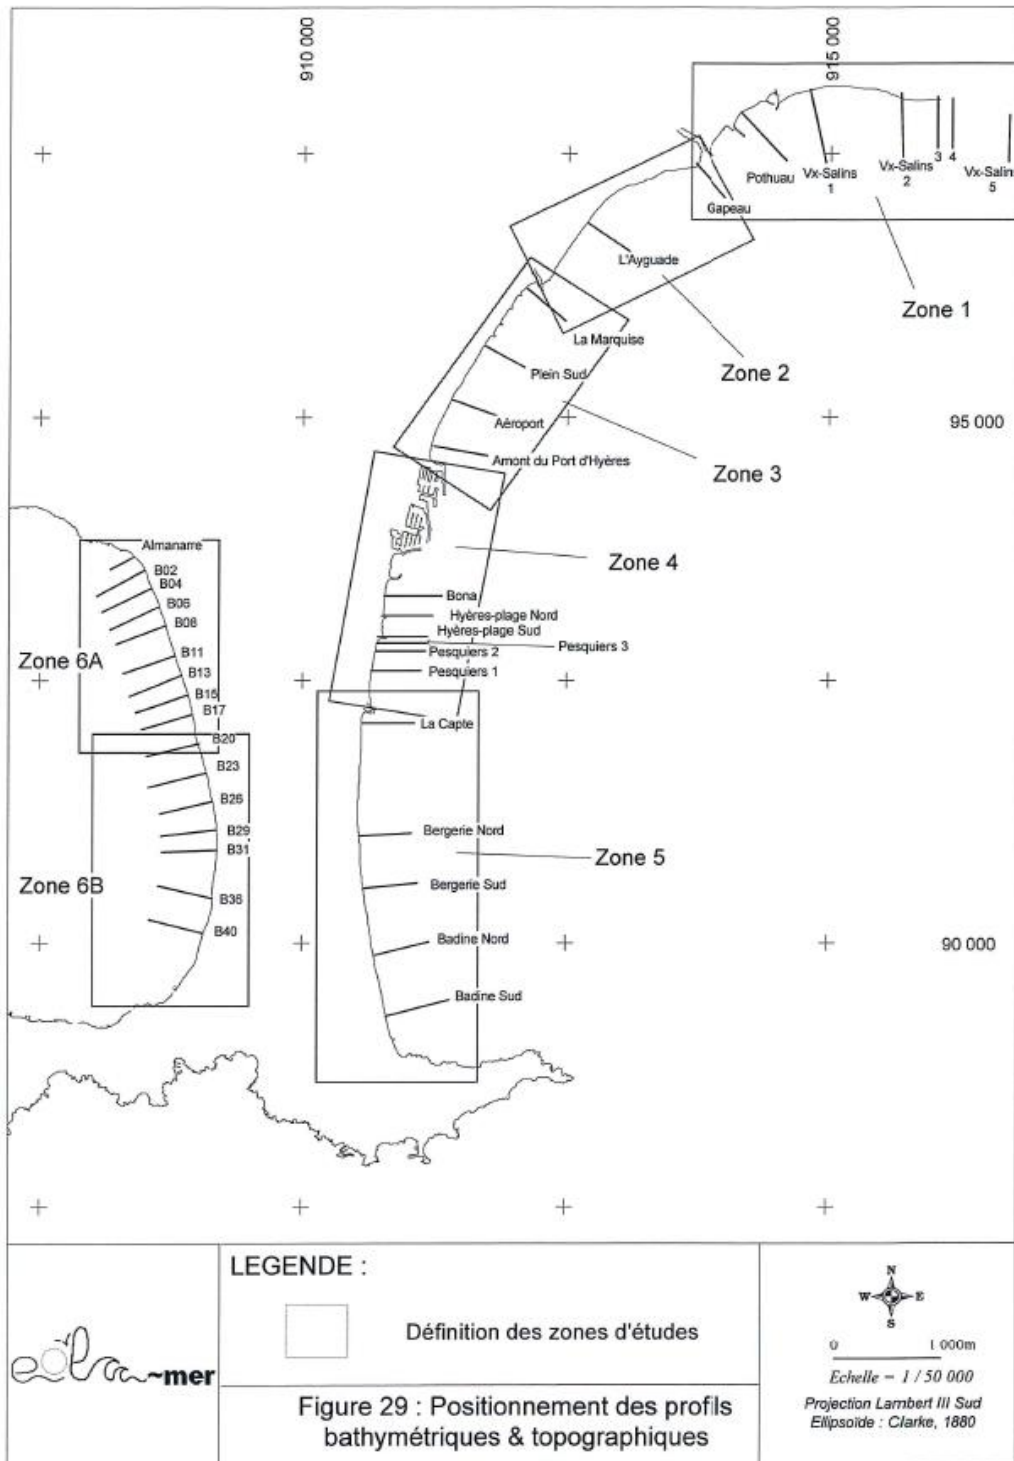 910 000
915 000
Pothuau
Vx-Salins
1
Vx-Salins
2
3
4
Vx-Salins
5
Gapeau
L'Ayguade
Zone 1
La Marquise
Zone 2
Plein Sud
Aéroport
95 000
Amont du Port d'Hyères
Zone 3
Almanarre
Zone 4
B02
B04
B06
B08
Bona
Hyères-plage Nord
Hyères-plage Sud
Pesquiers 3
Pesquiers 2
Pesquiers 1
Zone 6A
B11
B13
B15
B17
La Capte
B20
B23
B26
B29
B31
Bergerie Nord
Zone 5
Zone 6B
Bergerie Sud
B36
B40
Badine Nord
90 000
Badine Sud
LEGENDE :
Définition des zones d'études
Figure 29 : Positionnement des profils
bathymétriques & topographiques
eol~mer
N
W E
S
0 1 000m
Echelle = 1 / 50 000
Projection Lambert III Sud
Ellipsoïde : Clarke, 1880